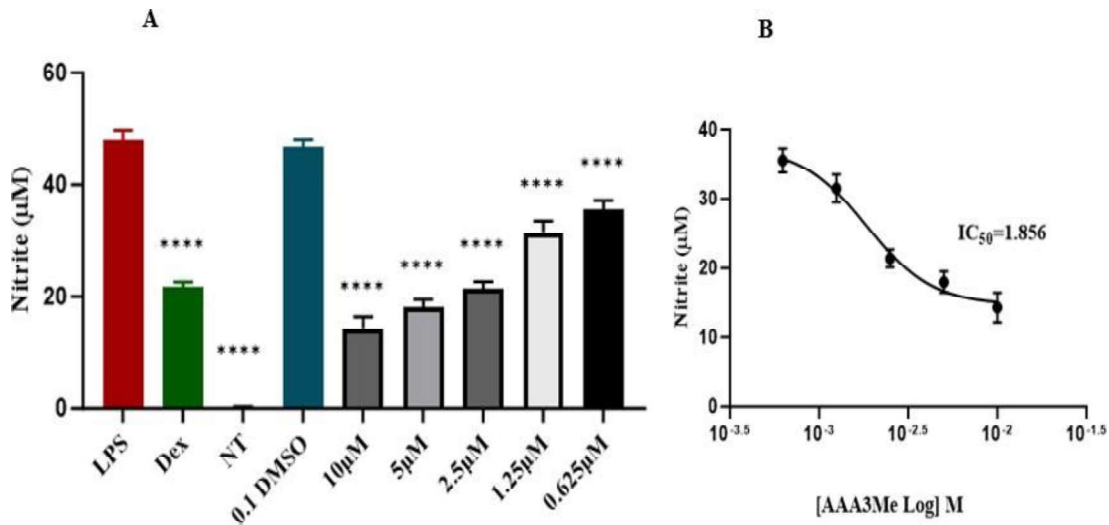 A
B
Nitrite (µM)
60
40
20
0
****
****
****
****
****
****
****
LPS
Dex
NT
0.1 DMSO
10µM
5µM
2.5µM
1.25µM
0.625µM
Nitrite (µM)
40
30
20
10
0
IC50=1.856
10-3.5
10-3
10-2.5
10-2
10-1.5
[AAA3Me Log] M